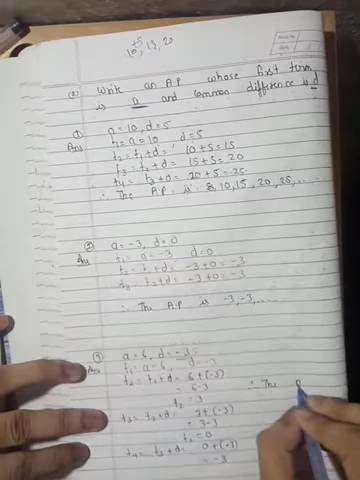 +5
10, 15, 20
(2) Write an A.P whose first term
is a and common difference is d
① a = 10, d = 5
Ans t₁ = a = 10 d = 5
t₂ = t₁ + d = 10 + 5 = 15
t₃ = t₂ + d = 15 + 5 = 20
t₄ = t₃ + d = 20 + 5 = 25
∴ The A.P is 10, 15, 20, 25, .....
② a = -3, d = 0
Ans t₁ = a = -3 d = 0
t₂ = t₁ + d = -3 + 0 = -3
t₃ = t₂ + d = -3 + 0 = -3
∴ The A.P is -3, -3, .....
a = 6, d = -3
Ans t₁ = a = 6, d = -3
t₂ = t₁ + d = 6 + (-3)
= 6 - 3
t₂ = 3
t₃ = t₂ + d = 3 + (-3)
= 3 - 3
t₃ = 0
t₄ = t₃ + d = 0 + (-3)
= -3
∴ The